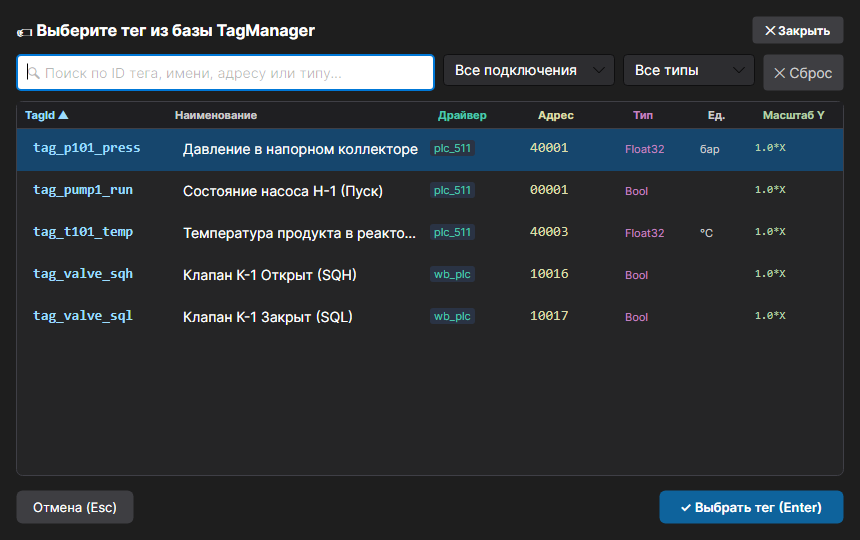 Выберите тег из базы TagManager
Закрыть
Поиск по ID тега, имени, адресу или типу...
Все подключения
Все типы
Сброс
TagId ▲ Наименование Драйвер Адрес Тип Ед. Масштаб Y
tag_p101_press Давление в напорном коллекторе plc_511 40001 Float32 бар 1.0*X
tag_pump1_run Состояние насоса Н-1 (Пуск) plc_511 00001 Bool 1.0*X
tag_t101_temp Температура продукта в реакто... plc_511 40003 Float32 °C 1.0*X
tag_valve_sqh Клапан К-1 Открыт (SQH) wb_plc 10016 Bool 1.0*X
tag_valve_sql Клапан К-1 Закрыт (SQL) wb_plc 10017 Bool 1.0*X
Отмена (Esc)
✓ Выбрать тег (Enter)